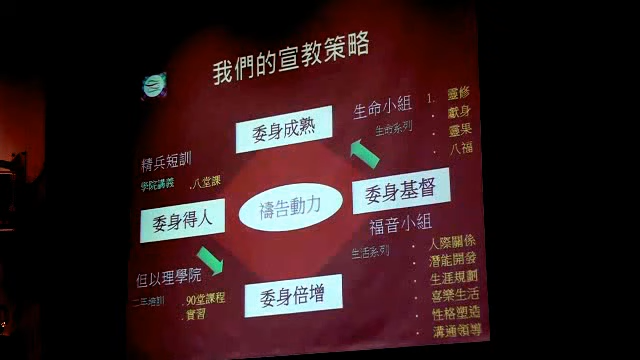 我們的宣教策略
委身成熟
生命小組
生命系列
1. 靈修
· 獻身
· 靈果
· 八福
精兵短訓
學院講義 .八堂課
委身得人
禱告動力
委身基督
福音小組
生活系列
· 人際關係
· 潛能開發
· 生涯規劃
· 喜樂生活
· 性格塑造
· 溝通領導
但以理學院
.90堂課程
.實習
委身倍增